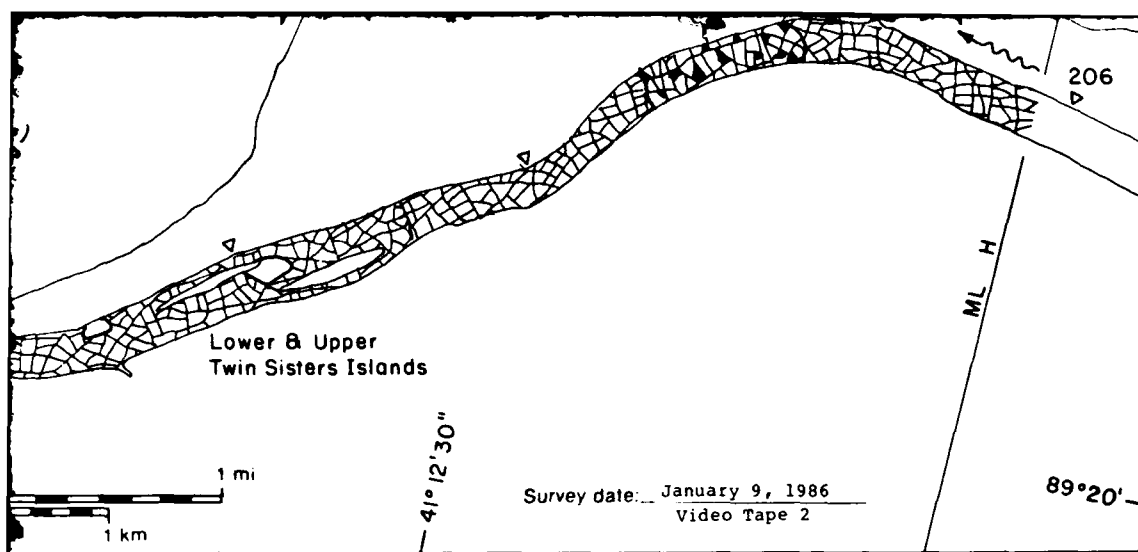 206
ML H
Lower & Upper
Twin Sisters Islands
1 mi
1 km
41° 12' 30"
Survey date: January 9, 1986
Video Tape 2
89°20'